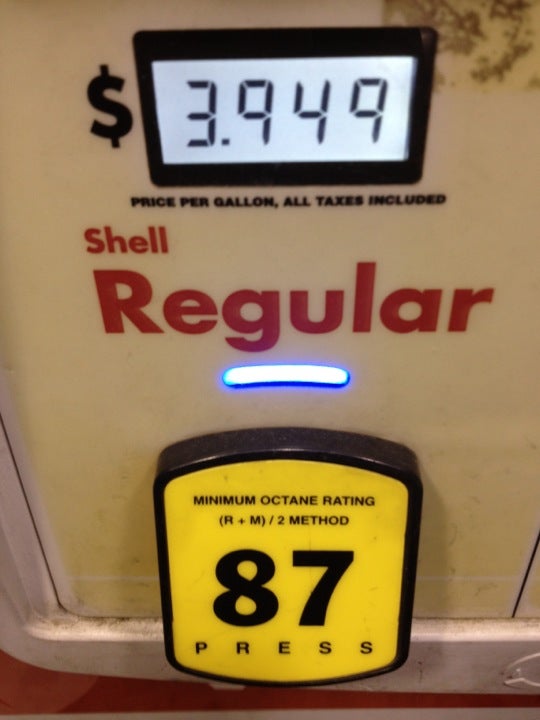 $ 3.949
PRICE PER GALLON, ALL TAXES INCLUDED
Shell
Regular
MINIMUM OCTANE RATING
(R + M) / 2 METHOD
87
PRESS